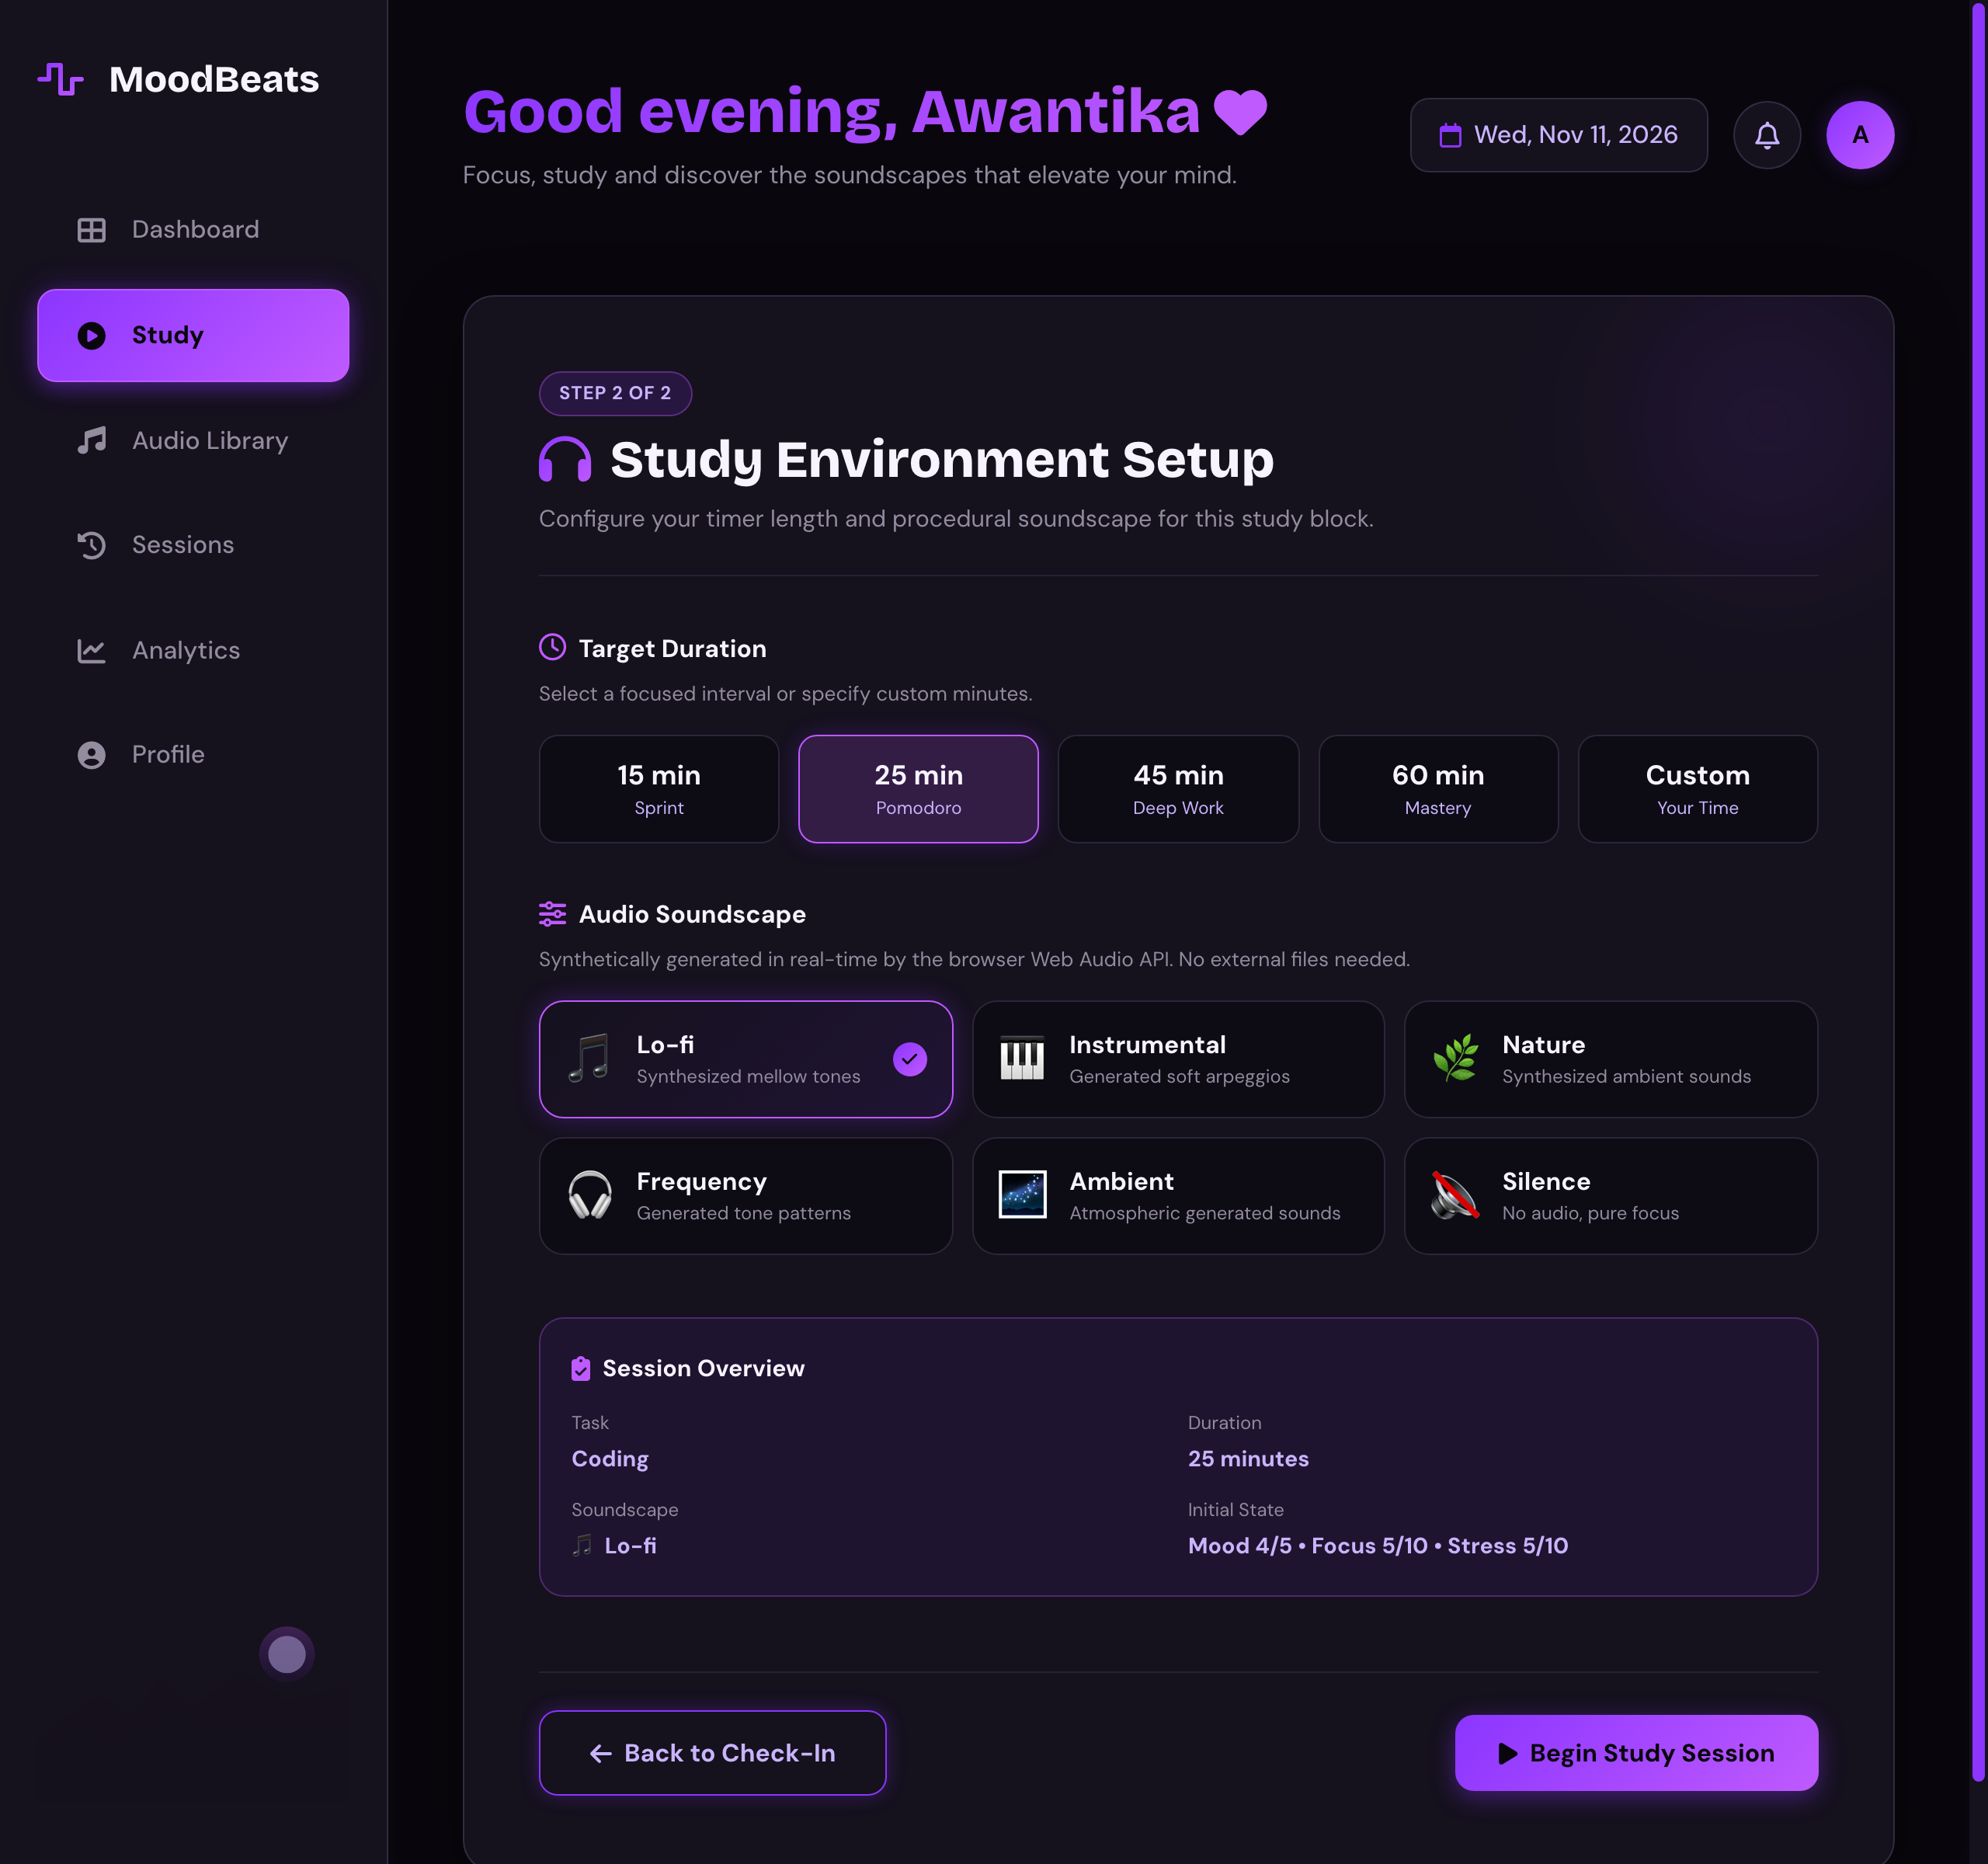 MoodBeats
Dashboard
Study
Audio Library
Sessions
Analytics
Profile
Good evening, Awantika
Focus, study and discover the soundscapes that elevate your mind.
Wed, Nov 11, 2026
A
STEP 2 OF 2
Study Environment Setup
Configure your timer length and procedural soundscape for this study block.
Target Duration
Select a focused interval or specify custom minutes.
15 min
Sprint
25 min
Pomodoro
45 min
Deep Work
60 min
Mastery
Custom
Your Time
Audio Soundscape
Synthetically generated in real-time by the browser Web Audio API. No external files needed.
Lo-fi
Synthesized mellow tones
Instrumental
Generated soft arpeggios
Nature
Synthesized ambient sounds
Frequency
Generated tone patterns
Ambient
Atmospheric generated sounds
Silence
No audio, pure focus
Session Overview
Task
Coding
Duration
25 minutes
Soundscape
Lo-fi
Initial State
Mood 4/5 • Focus 5/10 • Stress 5/10
Back to Check-In
Begin Study Session